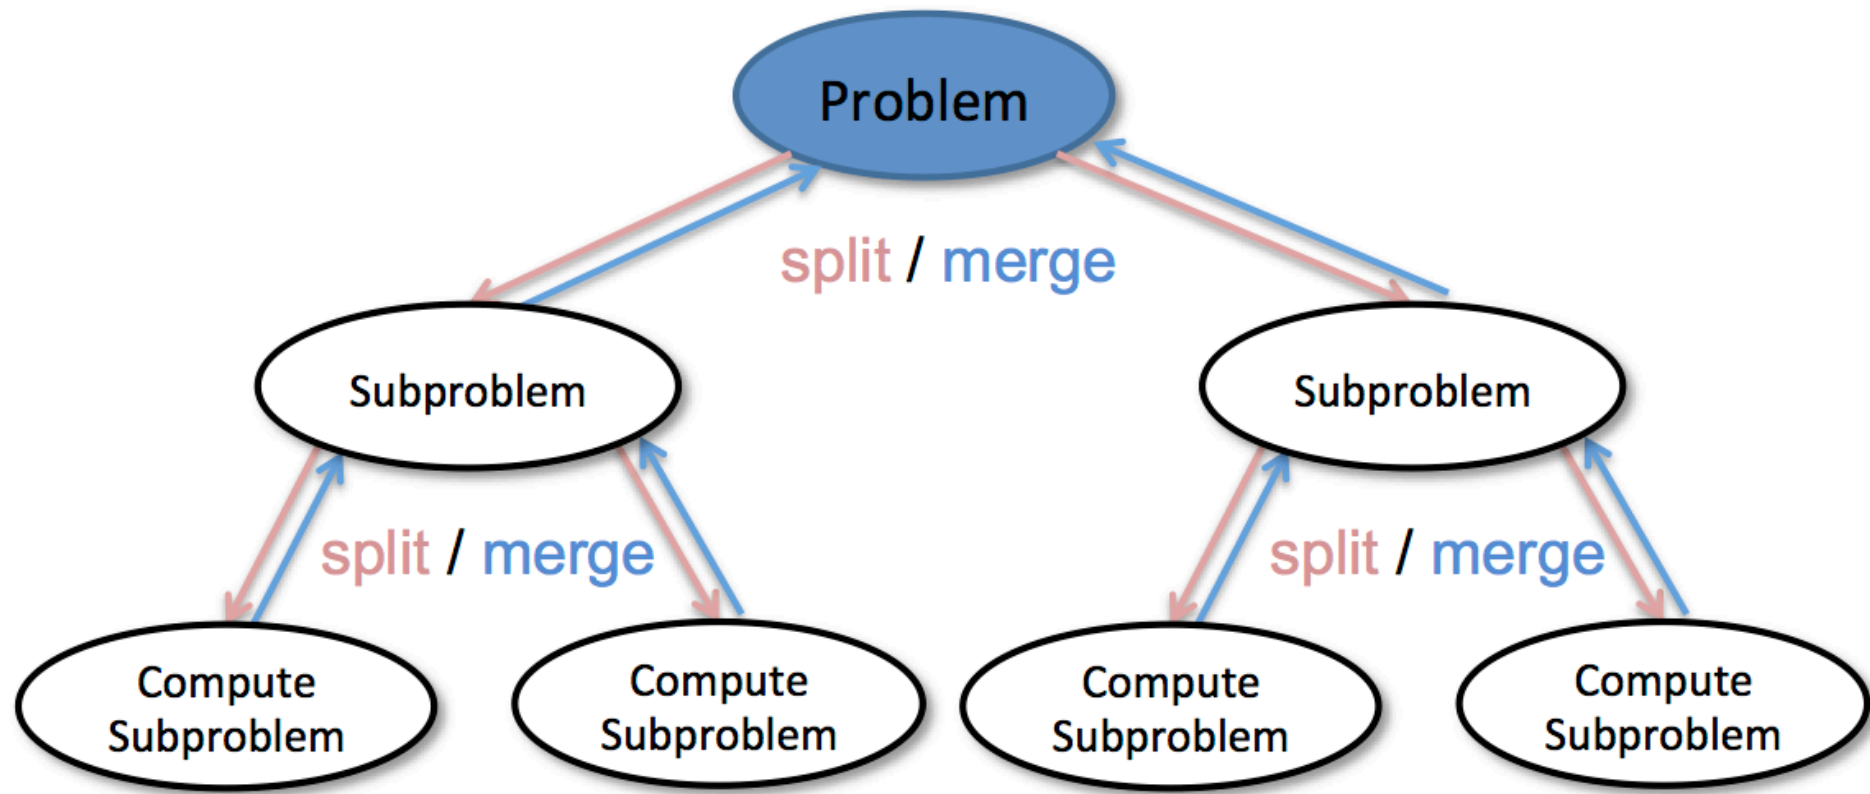 Problem
split / merge
Subproblem
Subproblem
split / merge
split / merge
Compute
Subproblem
Compute
Subproblem
Compute
Subproblem
Compute
Subproblem